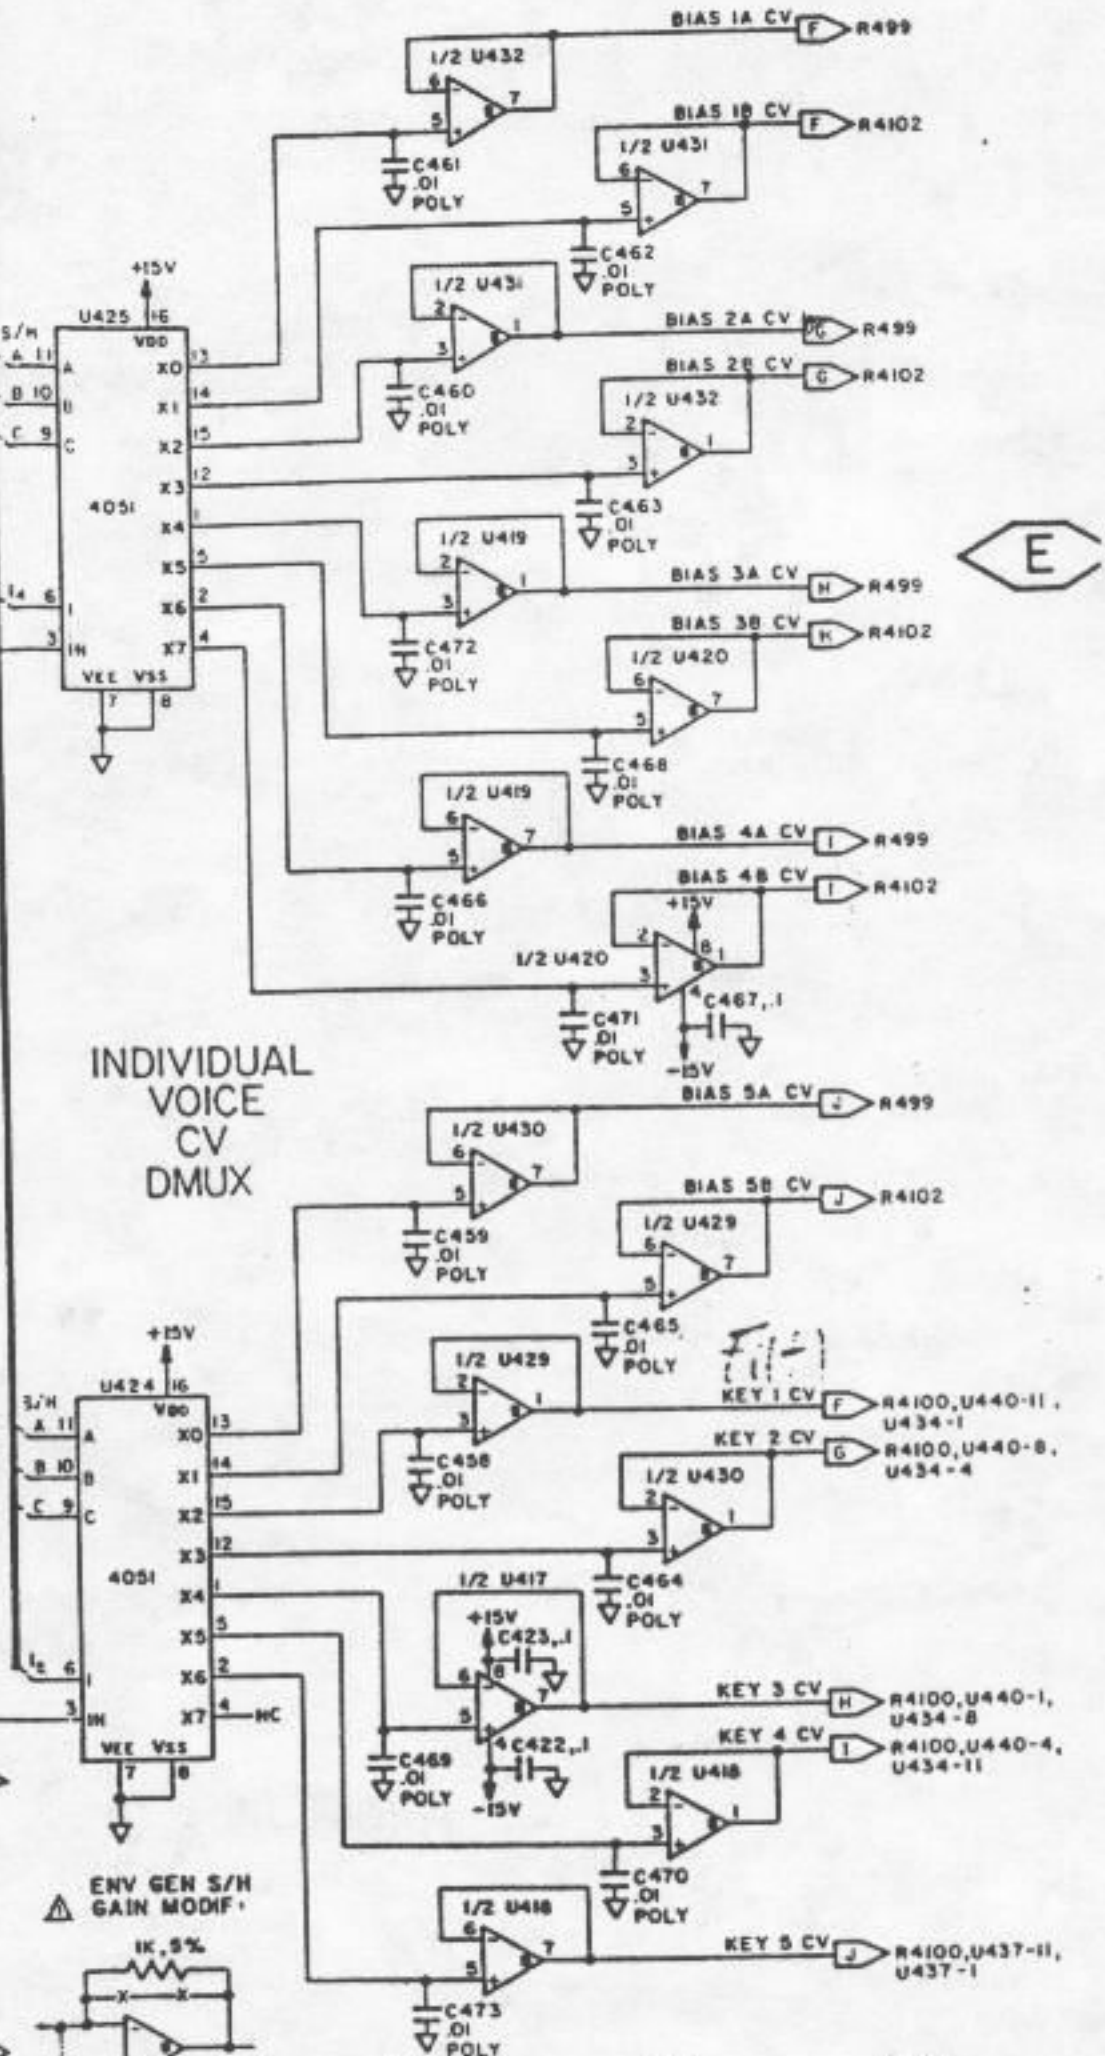 BIAS 1A CV F R499
1/2 U432
6
7
5
C461
.01
POLY
BIAS 1B CV F R4102
1/2 U431
6
7
5
C462
.01
POLY
+15V
U425 16
VDD
S/H
A 11 A
B 10 B
C 9 C
4051
I4 6 I
3 IN
VEE VSS
7 8
X0 13
X1 14
X2 15
X3 12
X4 1
X5 5
X6 2
X7 4
1/2 U431
2
1
3
C460
.01
POLY
BIAS 2A CV R499
BIAS 2B CV G R4102
1/2 U432
2
1
3
C463
.01
POLY
1/2 U419
2
1
3
C472
.01
POLY
BIAS 3A CV H R499
E
BIAS 3B CV H R4102
1/2 U420
6
7
5
C468
.01
POLY
1/2 U419
6
7
5
C466
.01
POLY
BIAS 4A CV I R499
BIAS 4B CV I R4102
+15V
2
8
1
1/2 U420
3
4
C467,.1
-15V
C471
.01
POLY
INDIVIDUAL
VOICE
CV
DMUX
BIAS 5A CV J R499
1/2 U430
6
7
5
C459
.01
POLY
BIAS 5B CV J R4102
1/2 U429
6
7
5
C465
.01
POLY
+15V
U424 16
VDD
S/H
A 11 A
B 10 B
C 9 C
4051
I5 6 I
3 IN
VEE VSS
7 8
X0 13
X1 14
X2 15
X3 12
X4 1
X5 5
X6 2
X7 4 NC
1/2 U429
2
1
3
C458
.01
POLY
KEY 1 CV F R4100,U440-11,
U434-1
KEY 2 CV G R4100,U440-8,
U434-4
1/2 U430
2
1
3
C464
.01
POLY
1/2 U417
+15V
C423,.1
6
8
7
5
4
C422,.1
-15V
C469
.01
POLY
KEY 3 CV H R4100,U440-1,
U434-8
KEY 4 CV I R4100,U440-4,
U434-11
1/2 U418
2
1
3
C470
.01
POLY
1/2 U418
6
7
5
C473
.01
POLY
KEY 5 CV J R4100,U437-11,
U437-1
ENV GEN S/H
GAIN MODIF.
1K,5%
X X